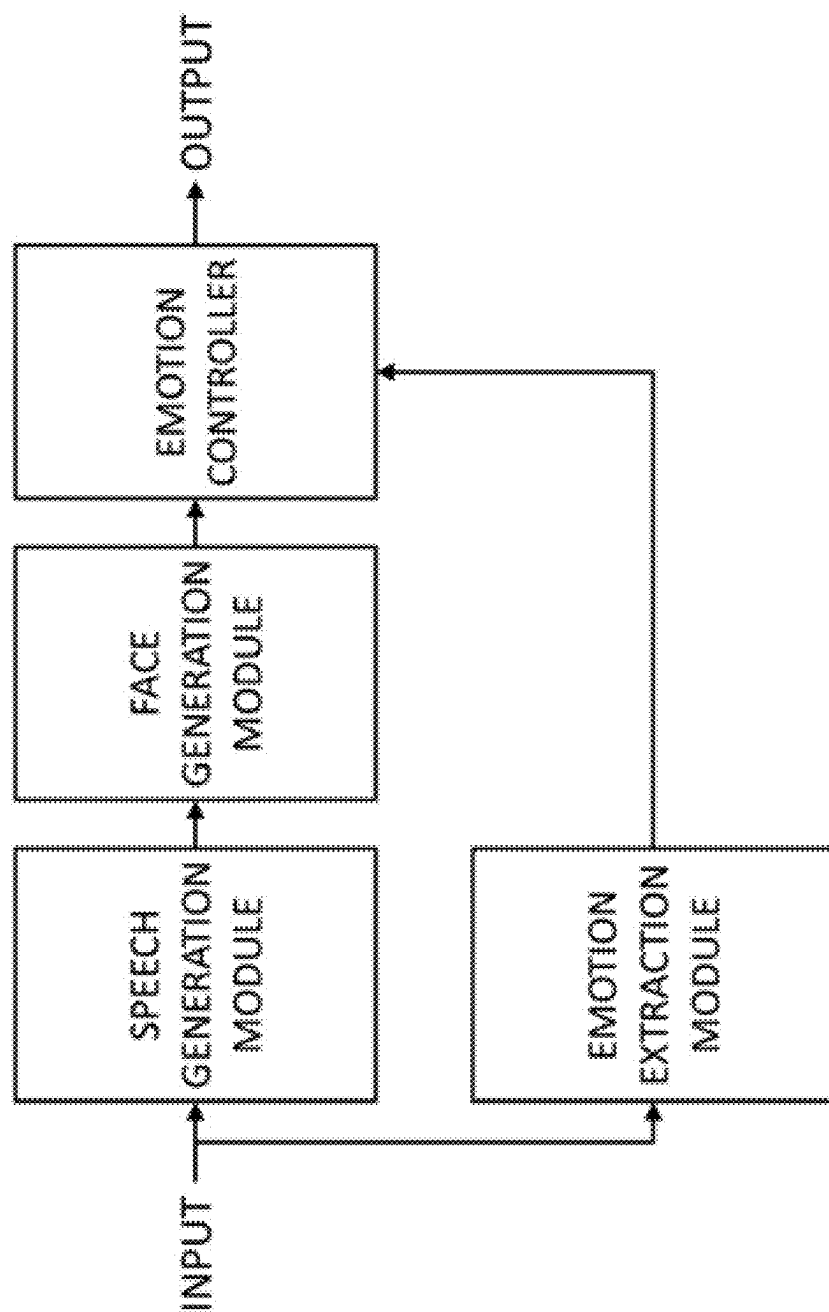 INPUT
SPEECH
GENERATION
MODULE
FACE
GENERATION
MODULE
EMOTION
CONTROLLER
OUTPUT
EMOTION
EXTRACTION
MODULE